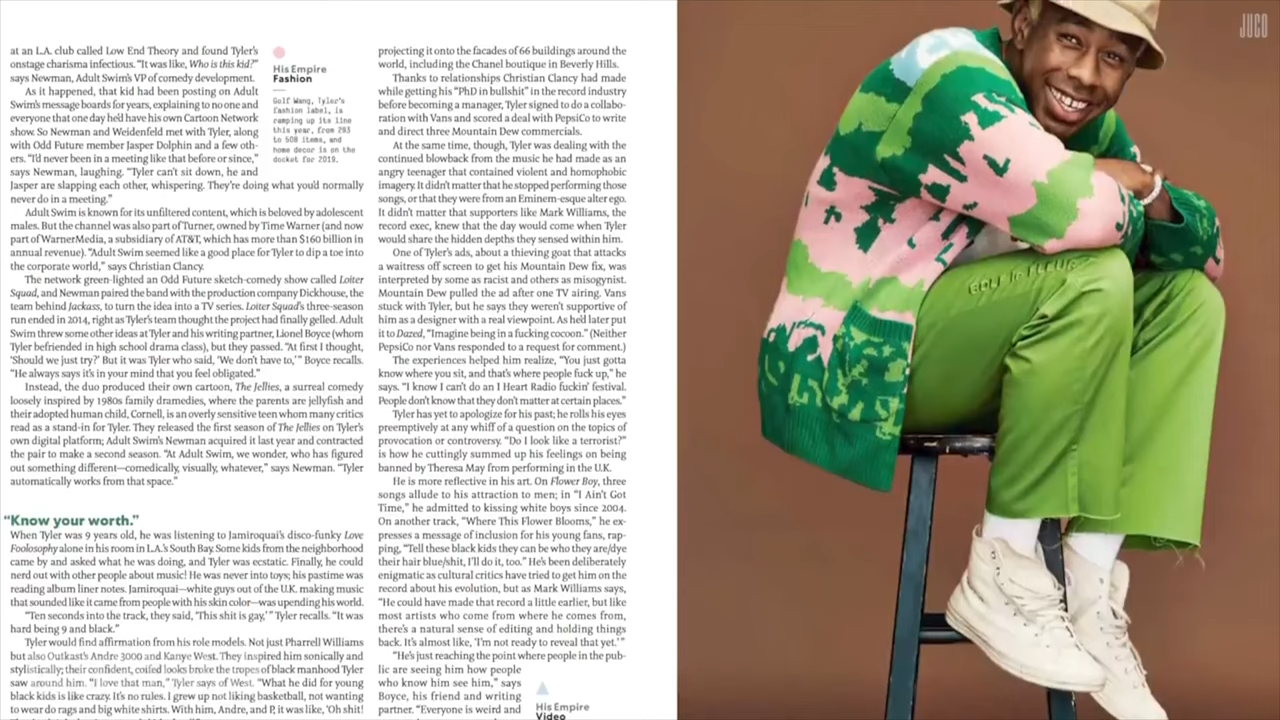 at an L.A. club called Low End Theory and found Tyler's
onstage charisma infectious. “It was like, Who is this kid?”
says Newman, Adult Swim's VP of comedy development.
As it happened, that kid had been posting on Adult
Swim's message boards for years, explaining to no one and
everyone that one day he'd have his own Cartoon Network
show. So Newman and Weidenfeld met with Tyler, along
with Odd Future member Jasper Dolphin and a few oth-
ers. “I'd never been in a meeting like that before or since,”
says Newman, laughing. “Tyler can't sit down, he and
Jasper are slapping each other, whispering. They're doing what you'd normally
never do in a meeting.”
Adult Swim is known for its unfiltered content, which is beloved by adolescent
males. But the channel was also part of Turner, owned by Time Warner (and now
part of WarnerMedia, a subsidiary of AT&T, which has more than $160 billion in
annual revenue). “Adult Swim seemed like a good place for Tyler to dip a toe into
the corporate world,” says Christian Clancy.
The network green-lighted an Odd Future sketch-comedy show called Loiter
Squad, and Newman paired the band with the production company Dickhouse, the
team behind Jackass, to turn the idea into a TV series. Loiter Squad's three-season
run ended in 2014, right as Tyler's team thought the project had finally gelled. Adult
Swim threw some other ideas at Tyler and his writing partner, Lionel Boyce (whom
Tyler befriended in high school drama class), but they passed. “At first I thought,
‘Should we just try?’ But it was Tyler who said, ‘We don't have to,’ ” Boyce recalls.
“He always says it's in your mind that you feel obligated.”
Instead, the duo produced their own cartoon, The Jellies, a surreal comedy
loosely inspired by 1980s family dramedies, where the parents are jellyfish and
their adopted human child, Cornell, is an overly sensitive teen whom many critics
read as a stand-in for Tyler. They released the first season of The Jellies on Tyler's
own digital platform; Adult Swim's Newman acquired it last year and contracted
the pair to make a second season. “At Adult Swim, we wonder, who has figured
out something different—comedically, visually, whatever,” says Newman. “Tyler
automatically works from that space.”
“Know your worth.”
When Tyler was 9 years old, he was listening to Jamiroquai's disco-funky Love
Foolosophy alone in his room in L.A.'s South Bay. Some kids from the neighborhood
came by and asked what he was doing, and Tyler was ecstatic. Finally, he could
nerd out with other people about music! He was never into toys; his pastime was
reading album liner notes. Jamiroquai—white guys out of the U.K. making music
that sounded like it came from people with his skin color—was upending his world.
“Ten seconds into the track, they said, ‘This shit is gay,’ ” Tyler recalls. “It was
hard being 9 and black.”
Tyler would find affirmation from his role models. Not just Pharrell Williams
but also Outkast's Andre 3000 and Kanye West. They inspired him sonically and
stylistically; their confident, coifed looks broke the tropes of black manhood Tyler
saw around him. “I love that man,” Tyler says of West. “What he did for young
black kids is like crazy. It's no rules. I grew up not liking basketball, not wanting
to wear do rags and big white shirts. With him, Andre, and P, it was like, ‘Oh shit!
His Empire
Fashion
Golf Wang, Tyler's
fashion label, is
ramping up its line
this year, from 293
to 508 items, and
home decor is on the
docket for 2019.
projecting it onto the facades of 66 buildings around the
world, including the Chanel boutique in Beverly Hills.
Thanks to relationships Christian Clancy had made
while getting his “PhD in bullshit” in the record industry
before becoming a manager, Tyler signed to do a collabo-
ration with Vans and scored a deal with PepsiCo to write
and direct three Mountain Dew commercials.
At the same time, though, Tyler was dealing with the
continued blowback from the music he had made as an
angry teenager that contained violent and homophobic
imagery. It didn't matter that he stopped performing those
songs, or that they were from an Eminem-esque alter ego.
It didn't matter that supporters like Mark Williams, the
record exec, knew that the day would come when Tyler
would share the hidden depths they sensed within him.
One of Tyler's ads, about a thieving goat that attacks
a waitress off screen to get his Mountain Dew fix, was
interpreted by some as racist and others as misogynist.
Mountain Dew pulled the ad after one TV airing. Vans
stuck with Tyler, but he says they weren't supportive of
him as a designer with a real viewpoint. As he'd later put
it to Dazed, “Imagine being in a fucking cocoon.” (Neither
PepsiCo nor Vans responded to a request for comment.)
The experiences helped him realize, “You just gotta
know where you sit, and that's where people fuck up,” he
says. “I know I can't do an I Heart Radio fuckin' festival.
People don't know that they don't matter at certain places.”
Tyler has yet to apologize for his past; he rolls his eyes
preemptively at any whiff of a question on the topics of
provocation or controversy. “Do I look like a terrorist?”
is how he cuttingly summed up his feelings on being
banned by Theresa May from performing in the U.K.
He is more reflective in his art. On Flower Boy, three
songs allude to his attraction to men; in “I Ain't Got
Time,” he admitted to kissing white boys since 2004.
On another track, “Where This Flower Blooms,” he ex-
presses a message of inclusion for his young fans, rap-
ping, “Tell these black kids they can be who they are/dye
their hair blue/shit, I'll do it, too.” He's been deliberately
enigmatic as cultural critics have tried to get him on the
record about his evolution, but as Mark Williams says,
“He could have made that record a little earlier, but like
most artists who come from where he comes from,
there's a natural sense of editing and holding things
back. It's almost like, ‘I'm not ready to reveal that yet.’ ”
“He's just reaching the point where people in the pub-
lic are seeing him how people
who know him see him,” says
Boyce, his friend and writing
partner. “Everyone is weird and
His Empire
Video
GOLF le FLEUR
JUCO